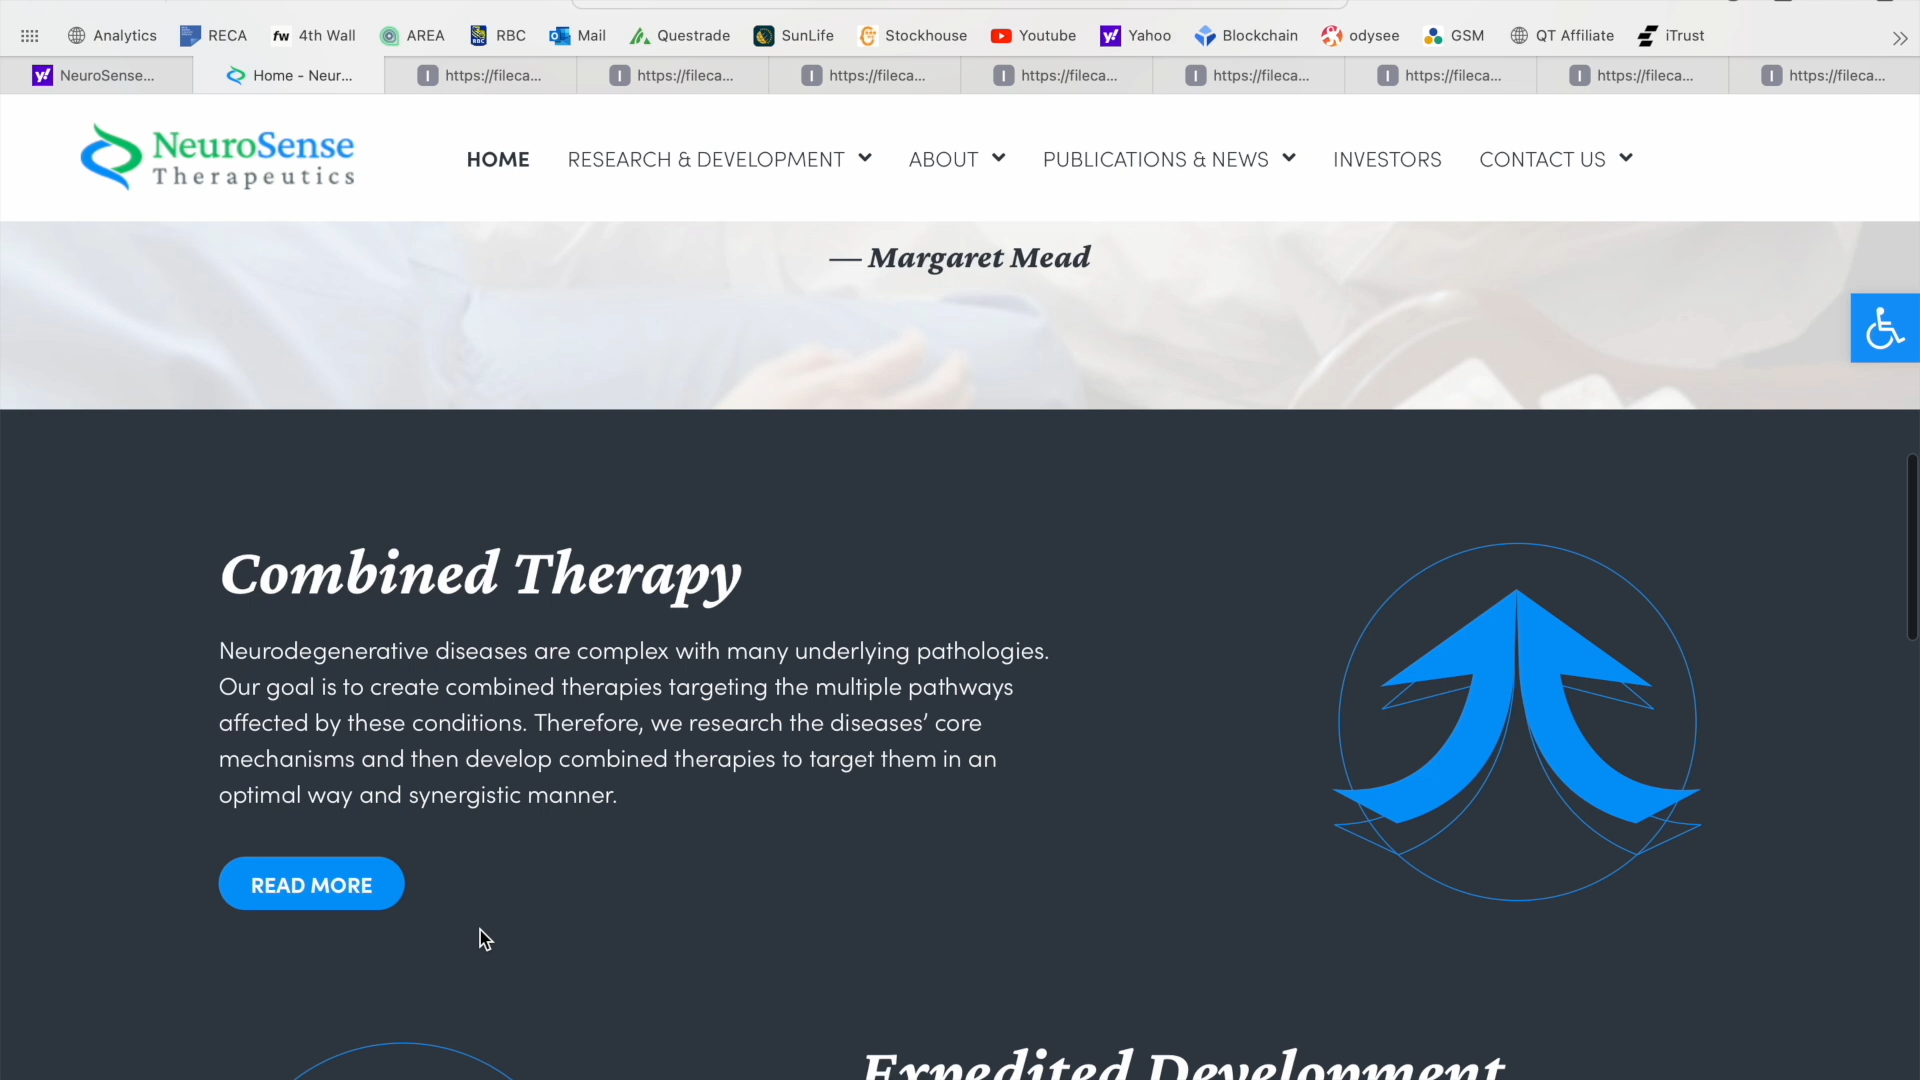 Analytics RECA fw 4th Wall AREA RBC Mail Questrade SunLife Stockhouse Youtube Yahoo Blockchain odysee GSM QT Affiliate iTrust
NeuroSense... Home - Neur... https://fileca... https://fileca... https://fileca... https://fileca... https://fileca... https://fileca... https://fileca... https://fileca...
NeuroSense
Therapeutics
HOME RESEARCH & DEVELOPMENT ABOUT PUBLICATIONS & NEWS INVESTORS CONTACT US
— Margaret Mead
Combined Therapy
Neurodegenerative diseases are complex with many underlying pathologies.
Our goal is to create combined therapies targeting the multiple pathways
affected by these conditions. Therefore, we research the diseases’ core
mechanisms and then develop combined therapies to target them in an
optimal way and synergistic manner.
READ MORE
Expedited Development